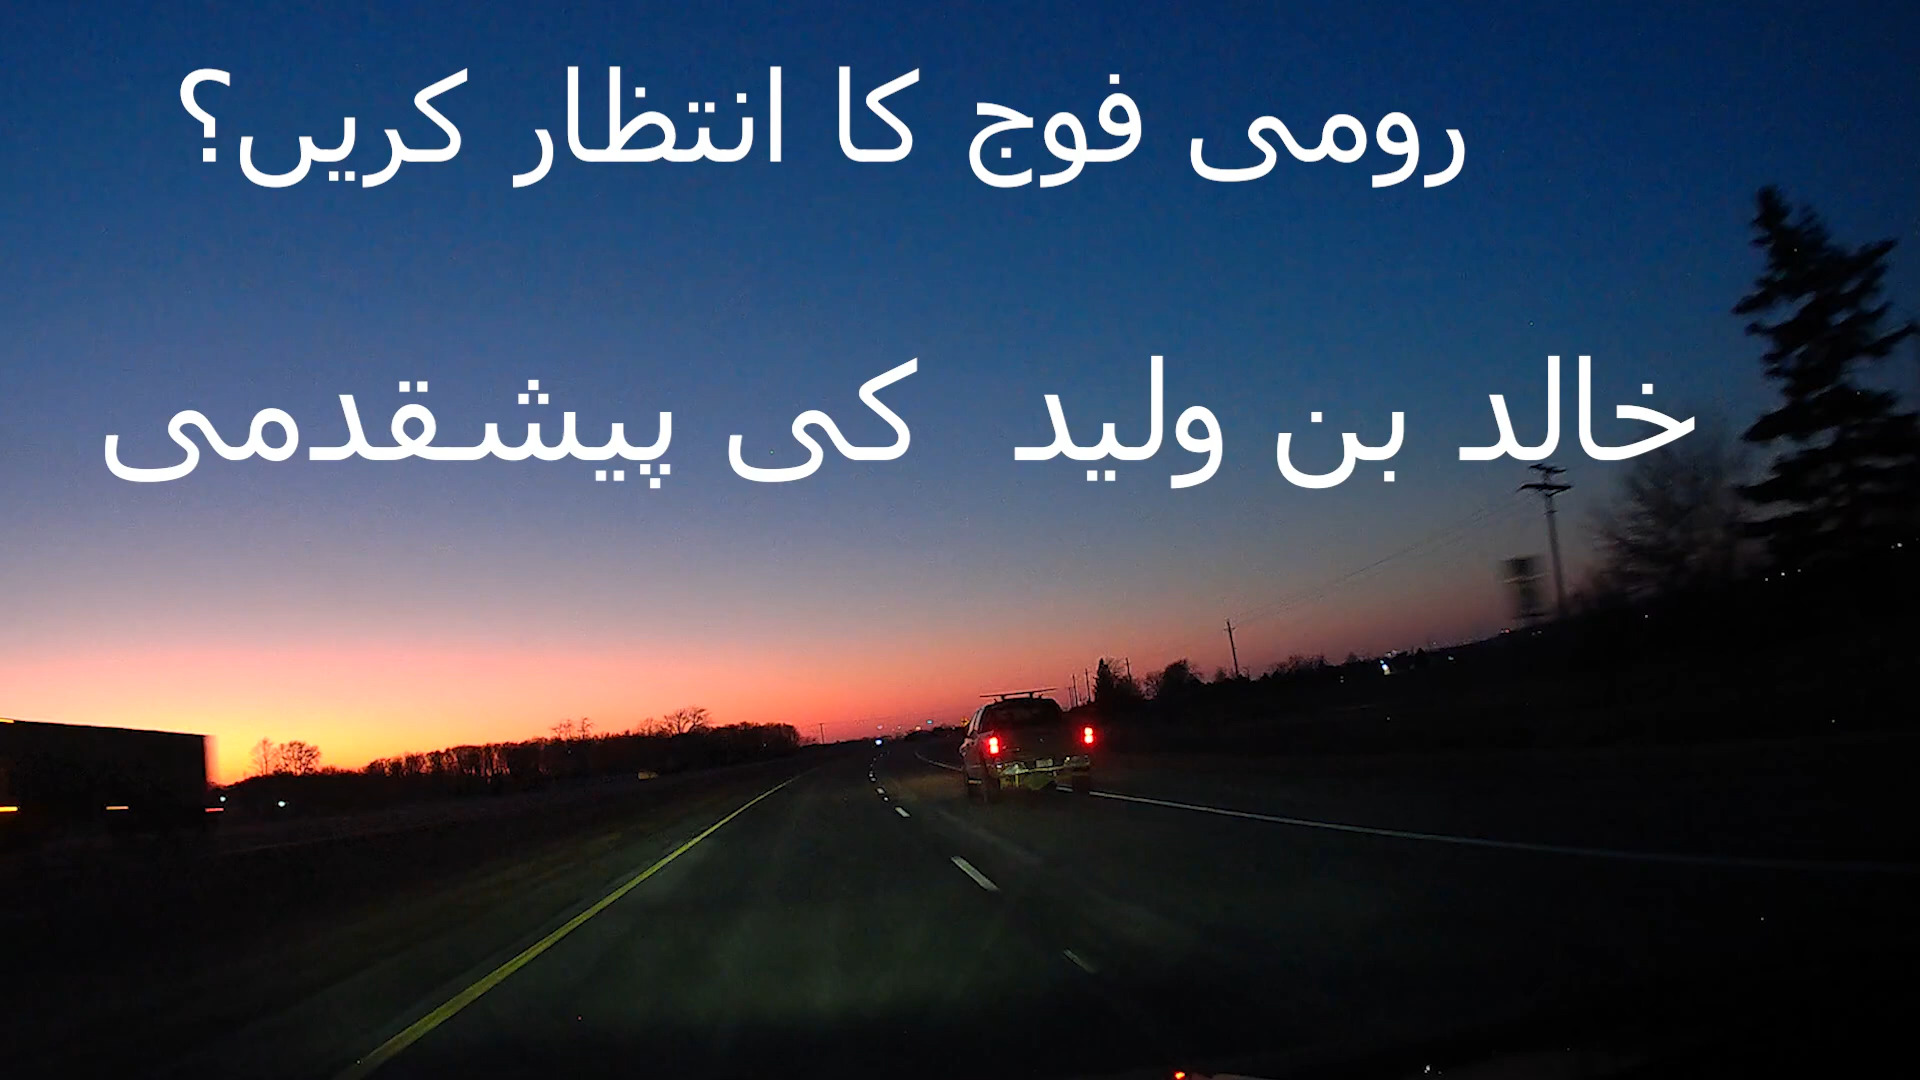 رومی فوج کا انتظار کریں؟
خالد بن ولید کی پیشقدمی